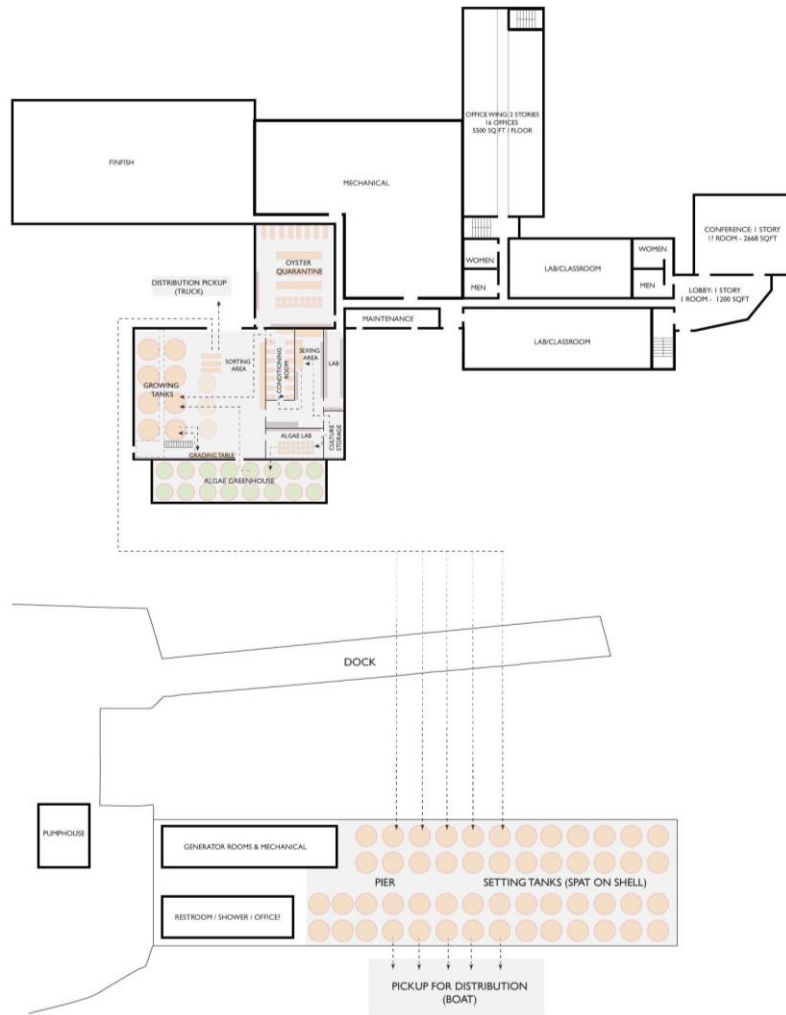 OFFICE WING: 2 STORIES
16 OFFICES
5500 SQ FT / FLOOR
FINFISH
MECHANICAL
CONFERENCE: 1 STORY
1? ROOM - 2668 SQFT
WOMEN
MEN
LAB/CLASSROOM
WOMEN
MEN
LOBBY: 1 STORY
1 ROOM - 1200 SQFT
OYSTER
QUARANTINE
DISTRIBUTION PICKUP
(TRUCK)
MAINTENANCE
LAB/CLASSROOM
SORTING
AREA
GROWING
TANKS
CONDITIONING
ROOM
SEXING
AREA
LAB
ALGAE LAB
CULTURE
STORAGE
GRADING TABLE
ALGAE GREENHOUSE
DOCK
PUMPHOUSE
GENERATOR ROOMS & MECHANICAL
PIER
SETTING TANKS (SPAT ON SHELL)
RESTROOM / SHOWER / OFFICE?
PICKUP FOR DISTRIBUTION
(BOAT)